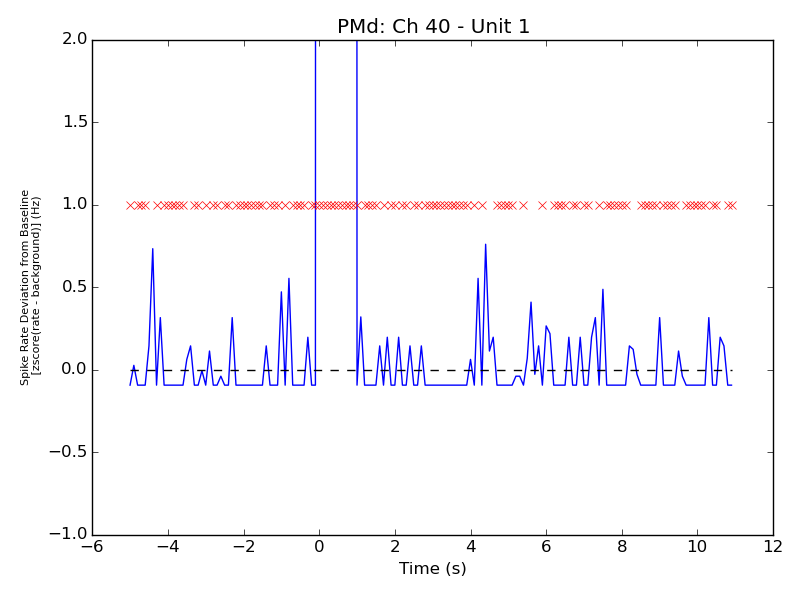 PMd: Ch 40 - Unit 1
2.0
1.5
1.0
0.5
0.0
−0.5
−1.0
Spike Rate Deviation from Baseline
[zscore(rate - background)] (Hz)
−6 −4 −2 0 2 4 6 8 10 12
Time (s)